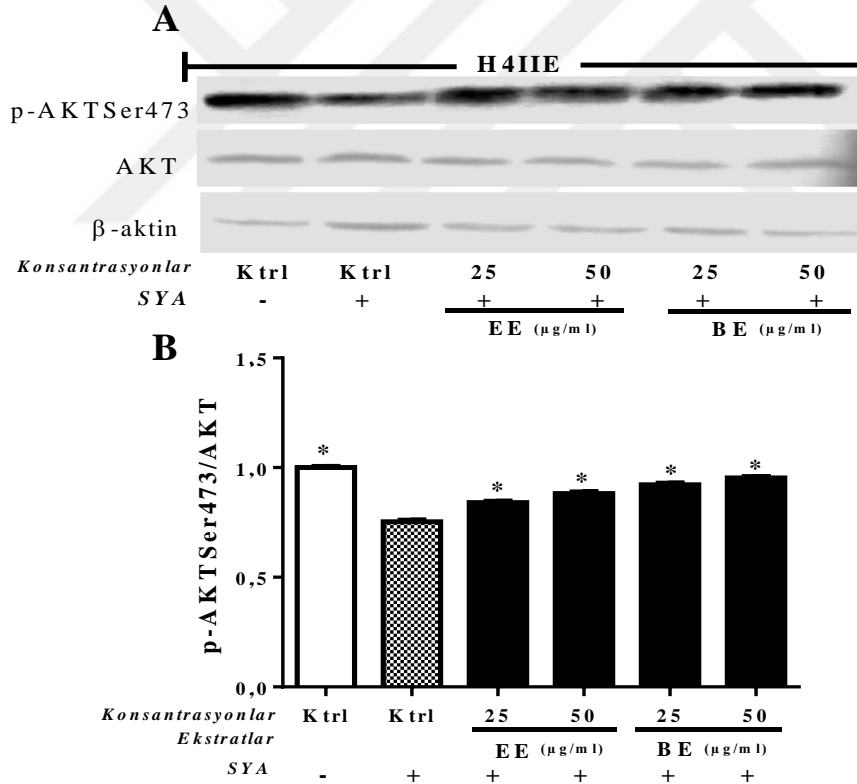 A
H4IIE
p-AKTSer473
AKT
β-aktin
Konsantrasyonlar Ktrl Ktrl 25 50 25 50
SYA - + + + + +
EE (µg/ml) BE (µg/ml)
B
p-AKTSer473/AKT
1,5
1,0
0,5
0,0
* * * * *
Konsantrasyonlar Ktrl Ktrl 25 50 25 50
Ekstratlar EE (µg/ml) BE (µg/ml)
SYA - + + + + +